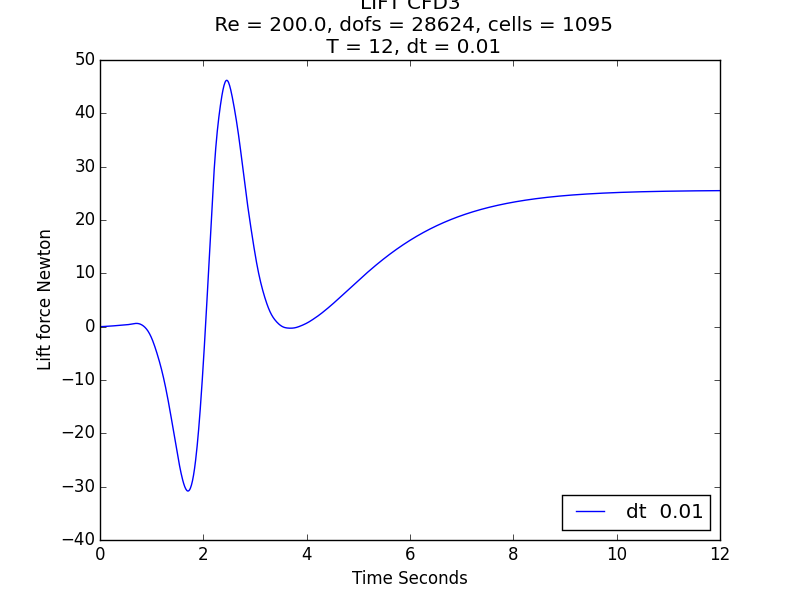 LIFT CFD3
Re = 200.0, dofs = 28624, cells = 1095
T = 12, dt = 0.01
50
40
30
20
10
0
−10
−20
−30
−40
Lift force Newton
dt  0.01
0 2 4 6 8 10 12
Time Seconds